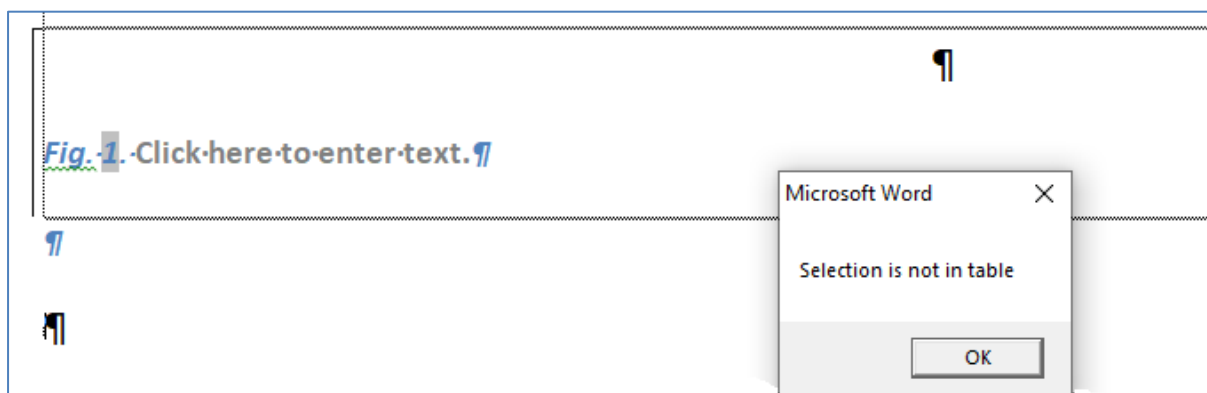 ¶
Fig. 1. Click here to enter text.¶
¶
¶
Microsoft Word
Selection is not in table
OK